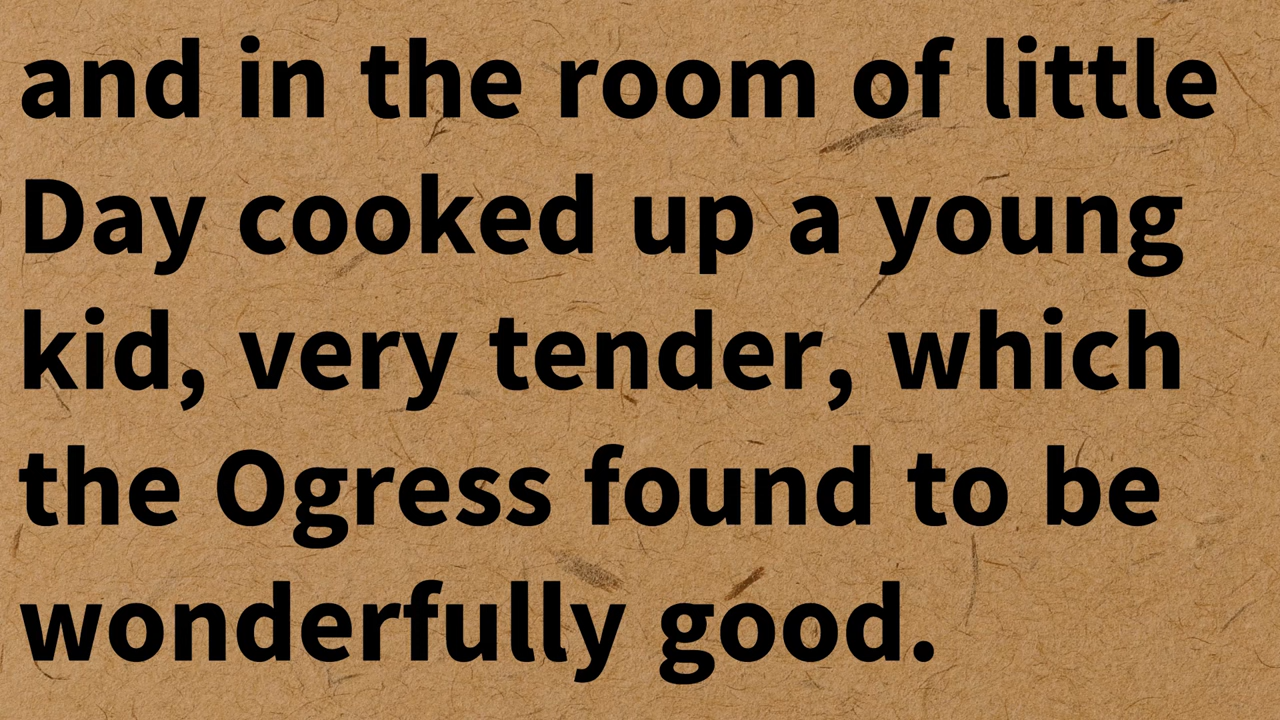 and in the room of little
Day cooked up a young
kid, very tender, which
the Ogress found to be
wonderfully good.